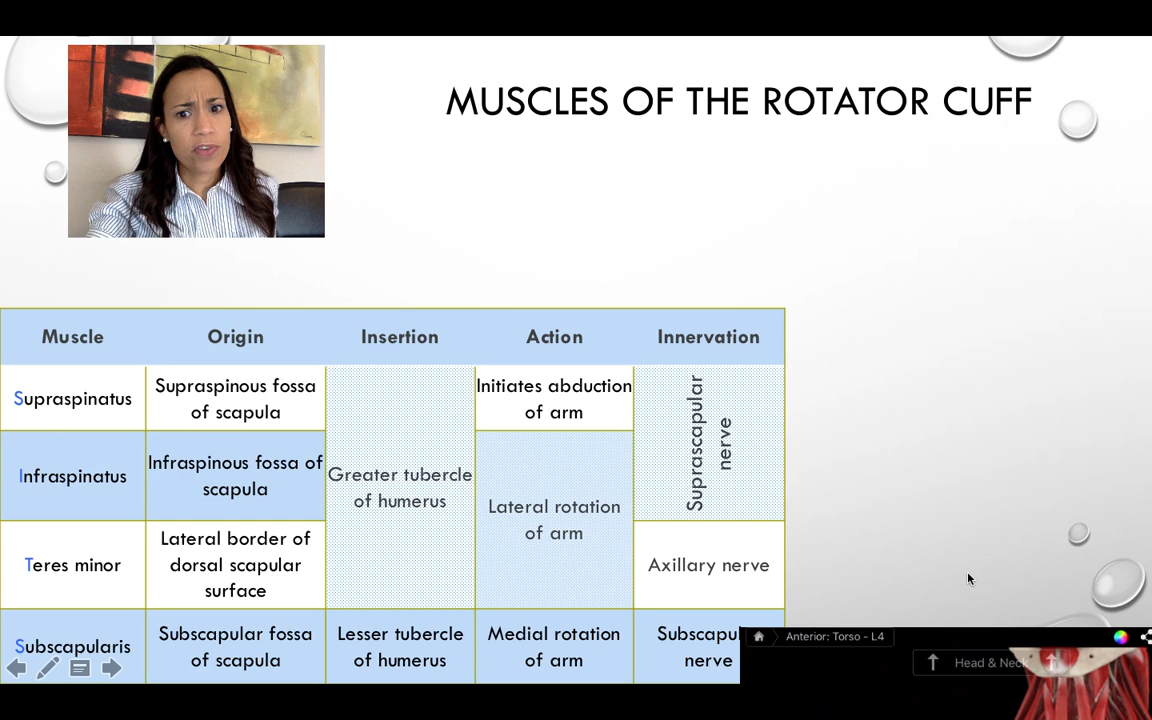 MUSCLES OF THE ROTATOR CUFF
Muscle
Origin
Insertion
Action
Innervation
Supraspinatus
Supraspinous fossa
of scapula
Greater tubercle
of humerus
Initiates abduction
of arm
Suprascapular
nerve
Infraspinatus
Infraspinous fossa of
scapula
Lateral rotation
of arm
Teres minor
Lateral border of
dorsal scapular
surface
Axillary nerve
Subscapularis
Subscapular fossa
of scapula
Lesser tubercle
of humerus
Medial rotation
of arm
Subscapul
nerve
Anterior: Torso - L4
Head & Neck